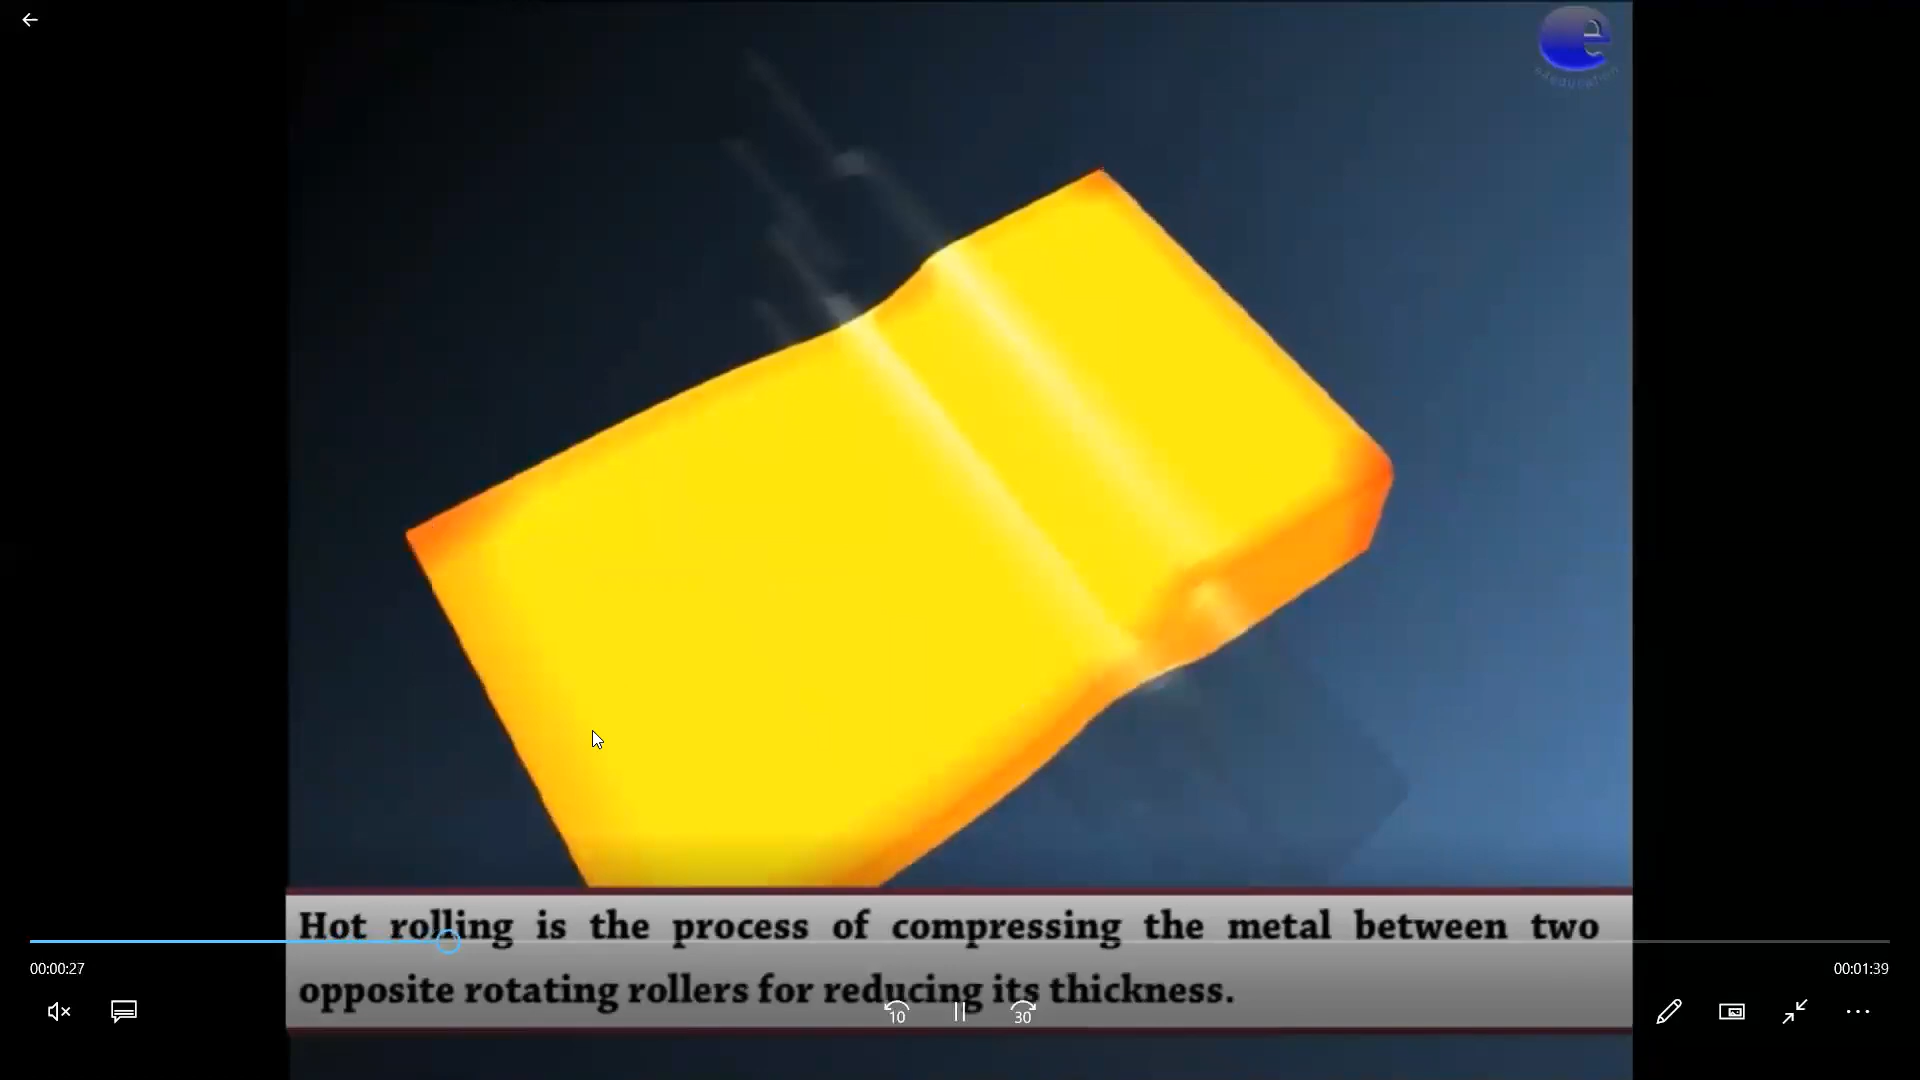 Hot rolling is the process of compressing the metal between two
opposite rotating rollers for reducing its thickness.
00:00:27
00:01:39
10
30